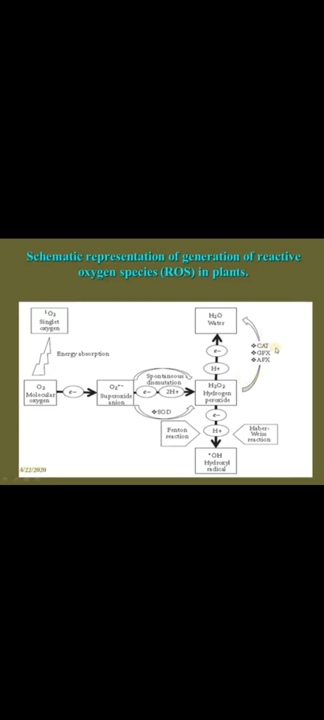 Schematic representation of generation of reactive
oxygen species (ROS) in plants.
¹O₂
Singlet
oxygen
H₂O
Water
Energy absorption
e-
H+
❖CAT
❖GPX
❖APX
O₂
Molecular
oxygen
e-
O₂•−
Superoxide
anion
Spontaneous
dismutation
e-
2H+
❖SOD
H₂O₂
Hydrogen
peroxide
e-
H+
Fenton
reaction
Haber-
Weiss
reaction
•OH
Hydroxyl
radical
4/22/2020